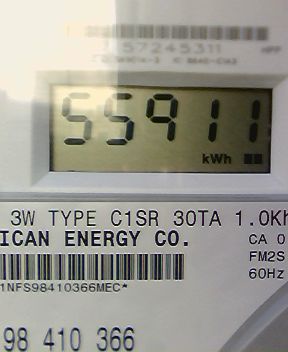 57245311
55911
kWh
3W TYPE C1SR 30TA 1.0Kh
ICAN ENERGY CO.
CA 0
FM2S
1NFS98410366MEC*
60Hz
98 410 366